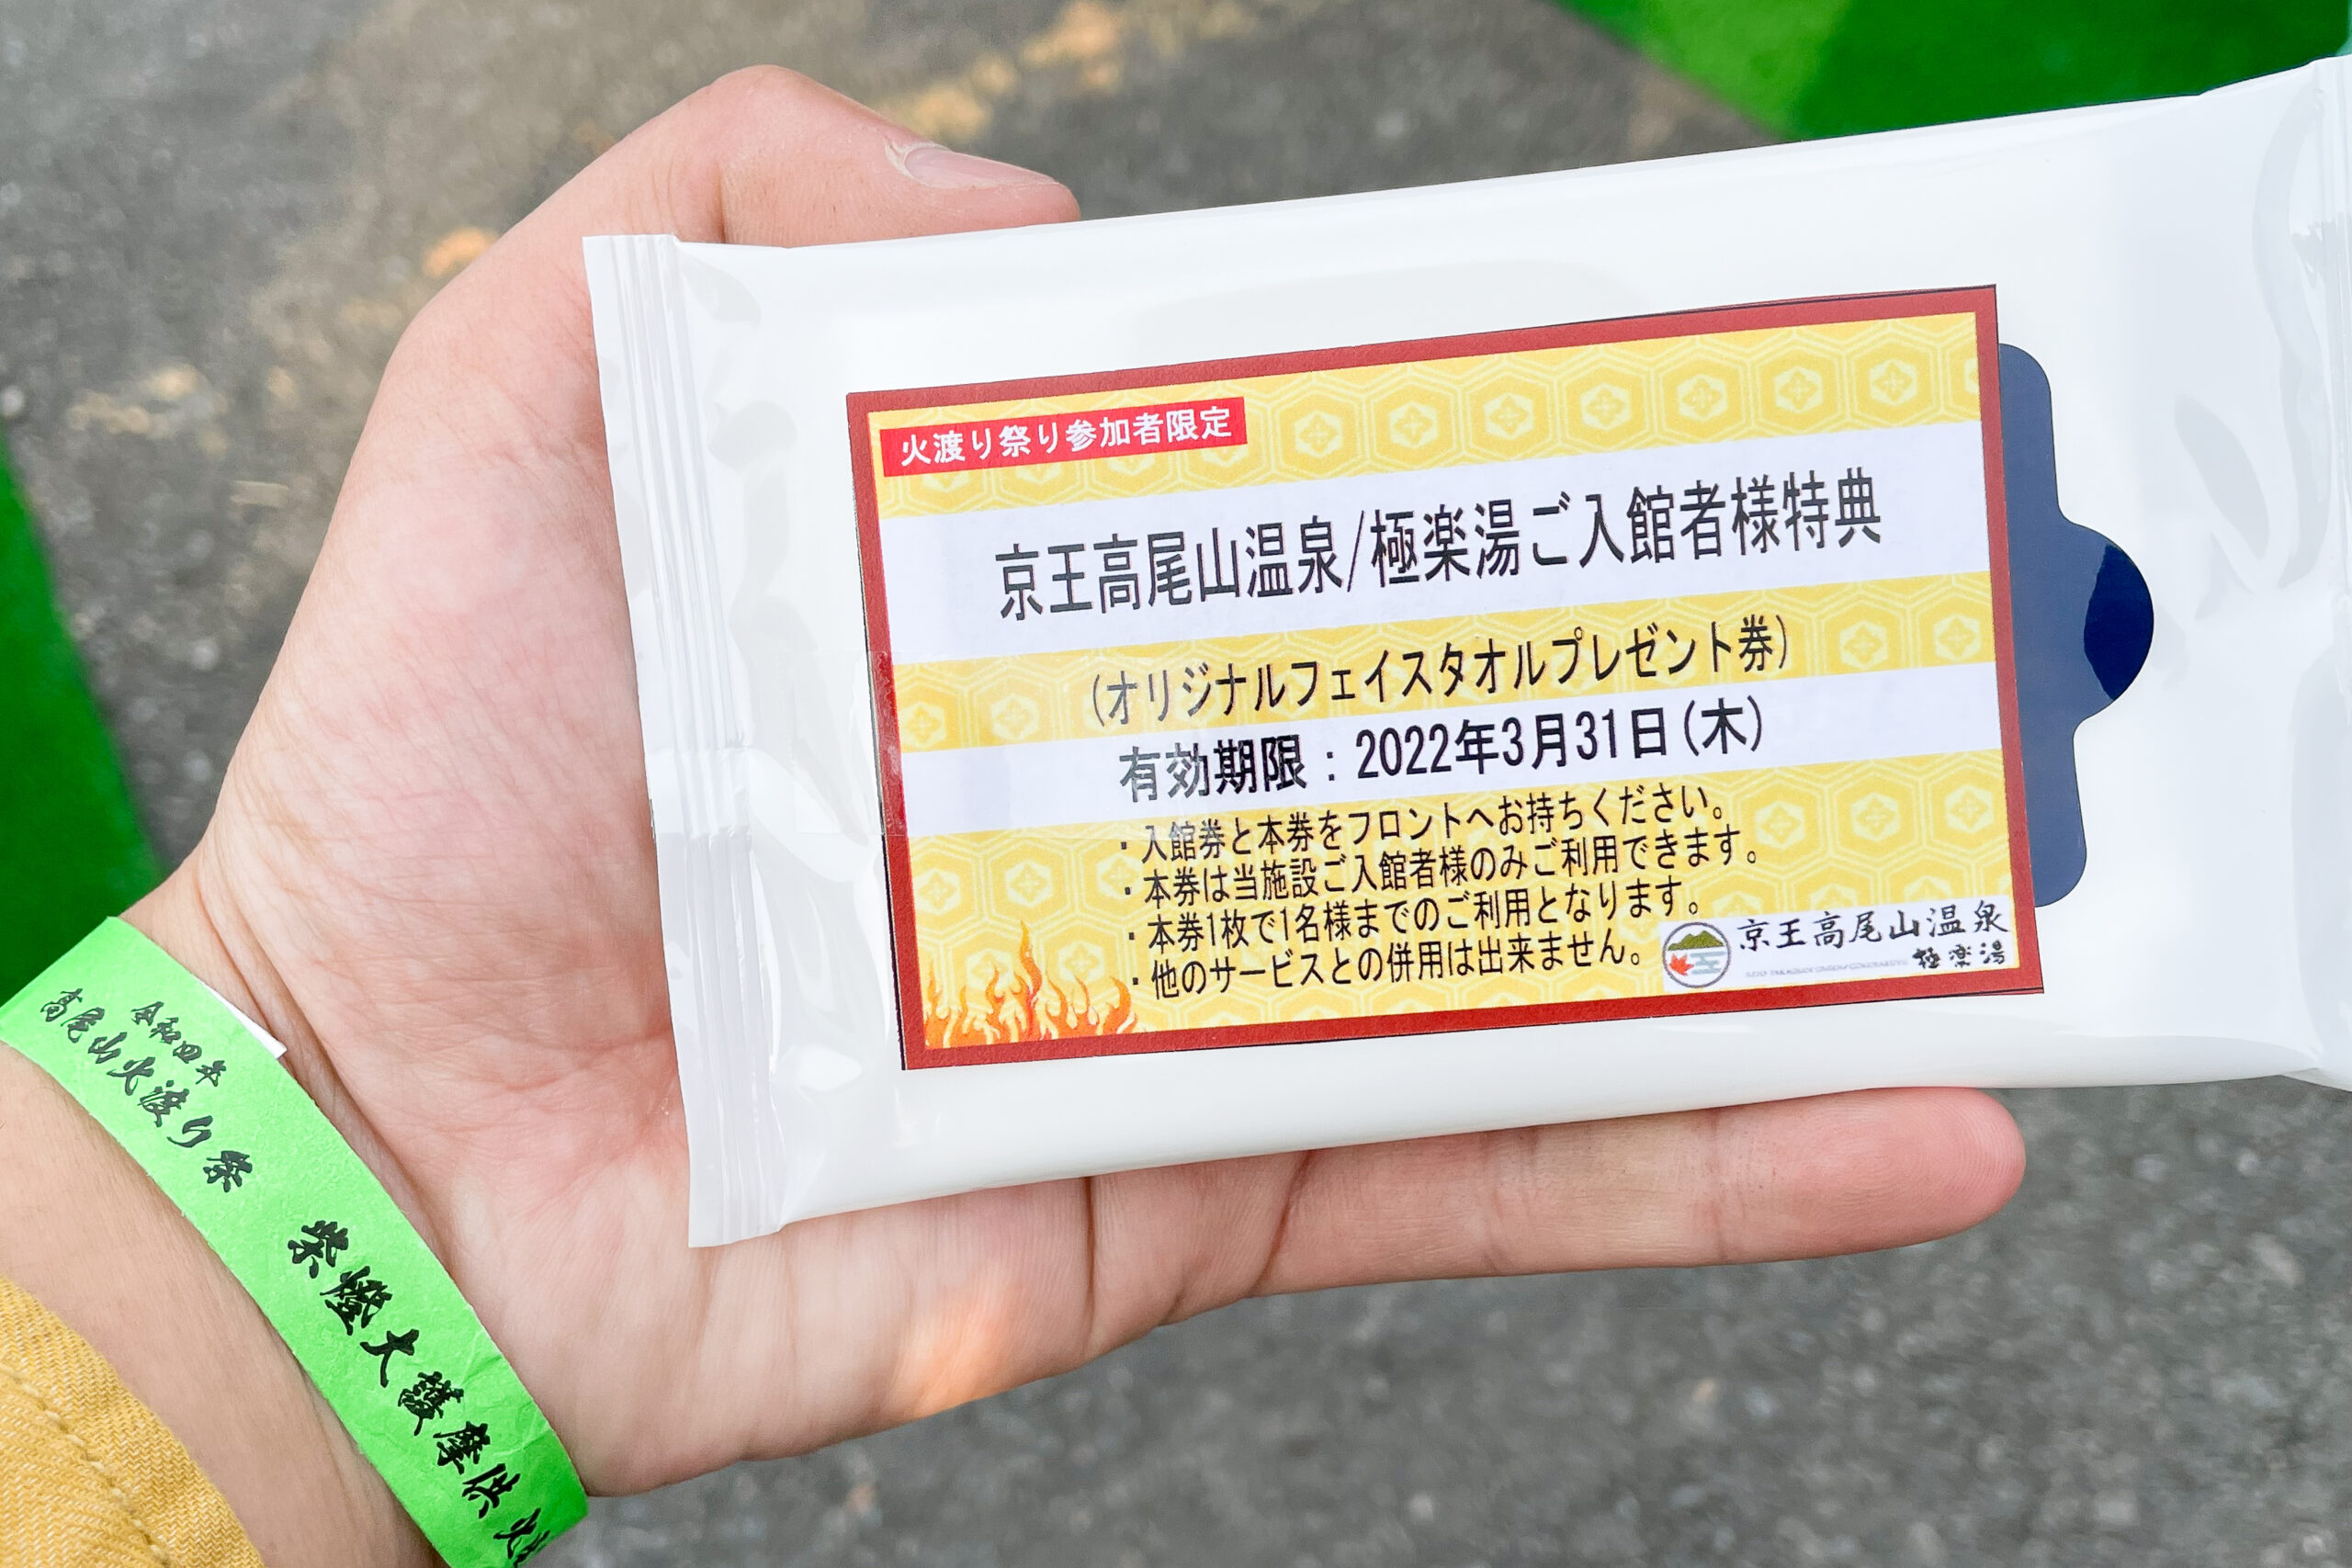 火渡り祭り参加者限定
京王高尾山温泉/極楽湯ご入館者様特典
(オリジナルフェイスタオルプレゼント券)
有効期限：2022年3月31日(木)
・入館券と本券をフロントへお持ちください。
・本券は当施設ご入館者様のみご利用できます。
・本券1枚で1名様までのご利用となります。
・他のサービスとの併用は出来ません。
京王高尾山温泉
極楽湯
令和四年
高尾山火渡り祭
柴燈大護摩供 火